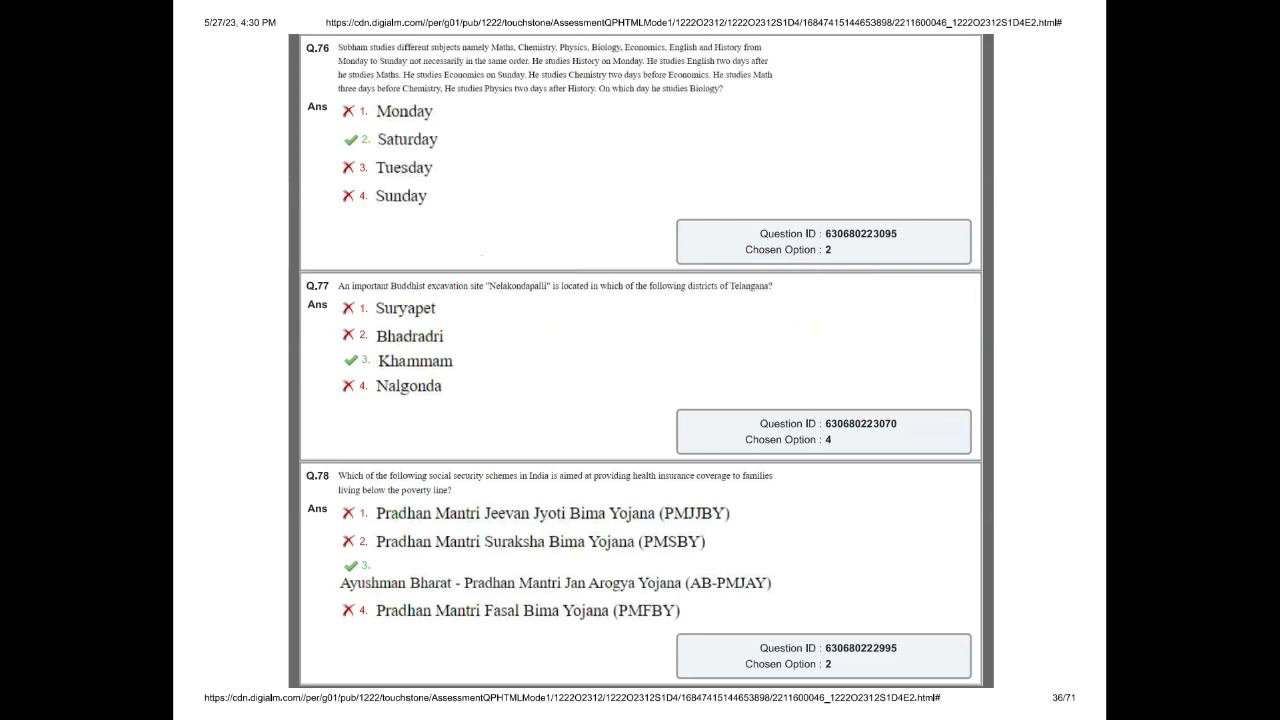 5/27/23, 4:30 PM
https://cdn.digialm.com//per/g01/pub/1222/touchstone/AssessmentQPHTMLMode1/1222O2312/1222O2312S1D4/16847415144653898/2211600046_1222O2312S1D4E2.html#
Q.76 Subham studies different subjects namely Maths, Chemistry, Physics, Biology, Economics, English and History from
Monday to Sunday not necessarily in the same order. He studies History on Monday. He studies English two days after
he studies Maths. He studies Economics on Sunday. He studies Chemistry two days before Economics. He studies Math
three days before Chemistry, He studies Physics two days after History. On which day he studies Biology?
Ans 1. Monday
2. Saturday
3. Tuesday
4. Sunday
Question ID : 630680223095
Chosen Option : 2
Q.77 An important Buddhist excavation site "Nelakondapalli" is located in which of the following districts of Telangana?
Ans 1. Suryapet
2. Bhadradri
3. Khammam
4. Nalgonda
Question ID : 630680223070
Chosen Option : 4
Q.78 Which of the following social security schemes in India is aimed at providing health insurance coverage to families
living below the poverty line?
Ans 1. Pradhan Mantri Jeevan Jyoti Bima Yojana (PMJJBY)
2. Pradhan Mantri Suraksha Bima Yojana (PMSBY)
3.
Ayushman Bharat - Pradhan Mantri Jan Arogya Yojana (AB-PMJAY)
4. Pradhan Mantri Fasal Bima Yojana (PMFBY)
Question ID : 630680222995
Chosen Option : 2
https://cdn.digialm.com//per/g01/pub/1222/touchstone/AssessmentQPHTMLMode1/1222O2312/1222O2312S1D4/16847415144653898/2211600046_1222O2312S1D4E2.html#
36/71